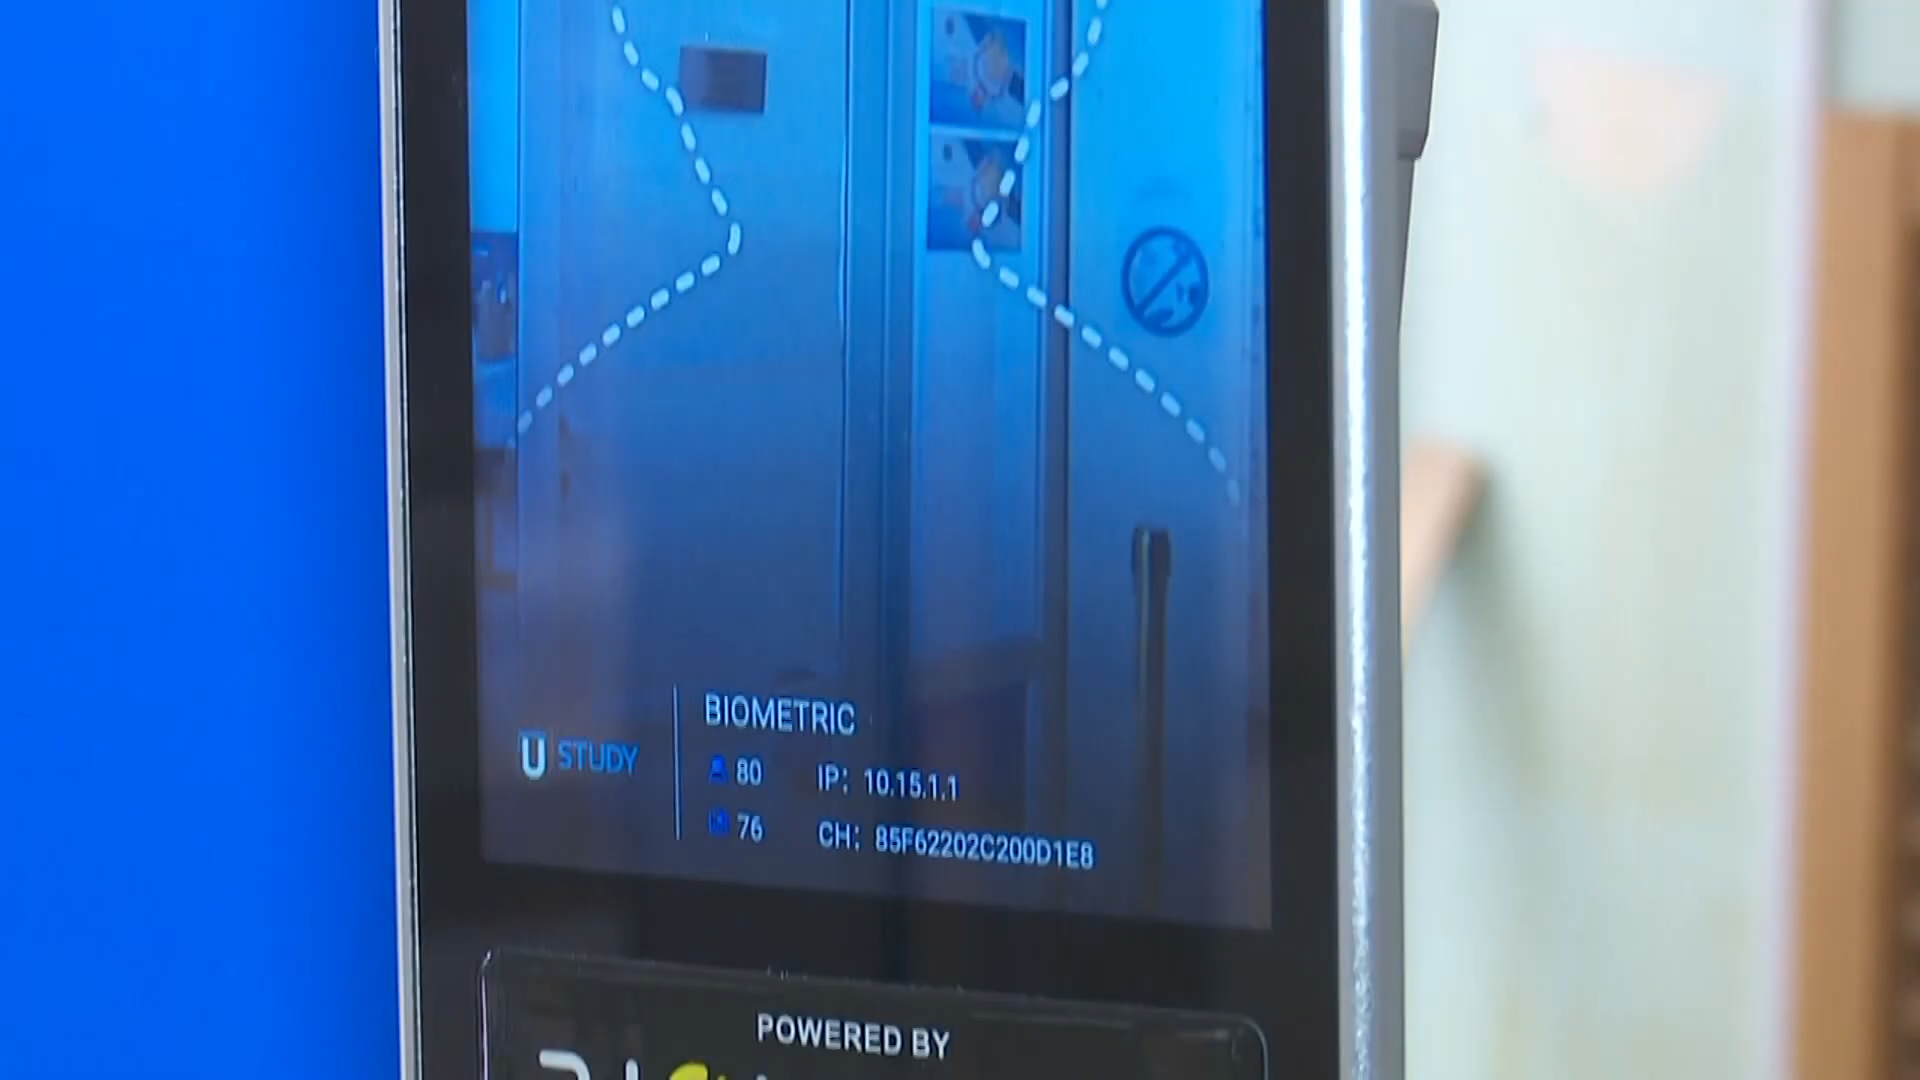 BIOMETRIC
U STUDY
80 IP: 10.15.1.1
76 CH: 85F62202C200D1E8
POWERED BY